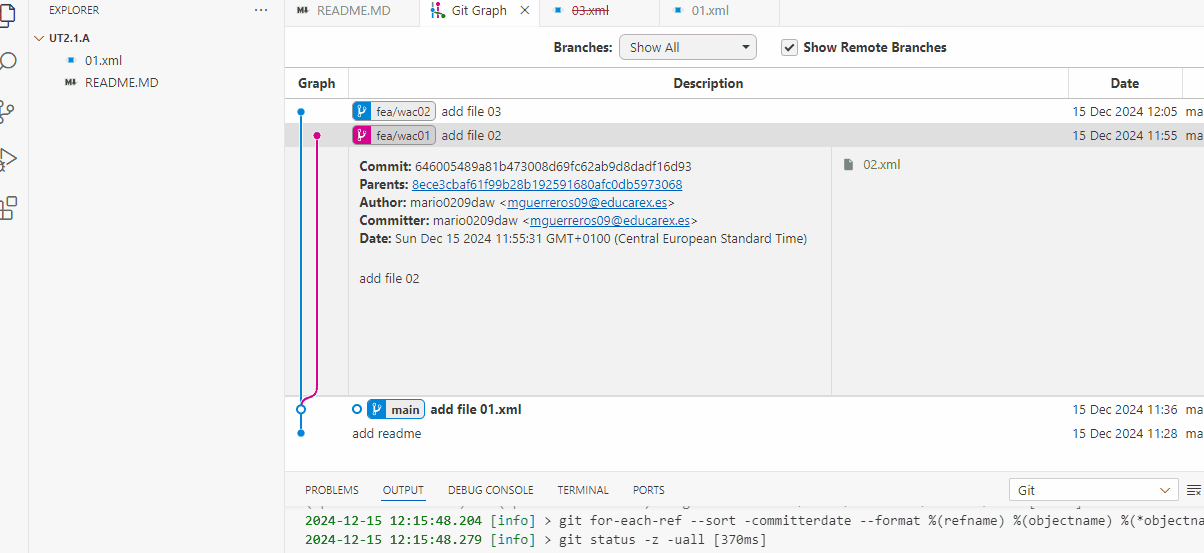 EXPLORER ...
README.MD Git Graph 03.xml 01.xml
UT2.1.A
01.xml
README.MD
Branches: Show All Show Remote Branches
Graph Description Date
fea/wac02 add file 03 15 Dec 2024 12:05 ma
fea/wac01 add file 02 15 Dec 2024 11:55 ma
Commit: 646005489a81b473008d69fc62ab9d8dadf16d93
Parents: 8ece3cbaf61f99b28b192591680afc0db5973068
Author: mario0209daw <mguerreros09@educarex.es>
Committer: mario0209daw <mguerreros09@educarex.es>
Date: Sun Dec 15 2024 11:55:31 GMT+0100 (Central European Standard Time)
add file 02
02.xml
main add file 01.xml 15 Dec 2024 11:36 ma
add readme 15 Dec 2024 11:28 ma
PROBLEMS OUTPUT DEBUG CONSOLE TERMINAL PORTS Git
2024-12-15 12:15:48.204 [info] > git for-each-ref --sort -committerdate --format %(refname) %(objectname) %(*objectna
2024-12-15 12:15:48.279 [info] > git status -z -uall [370ms]